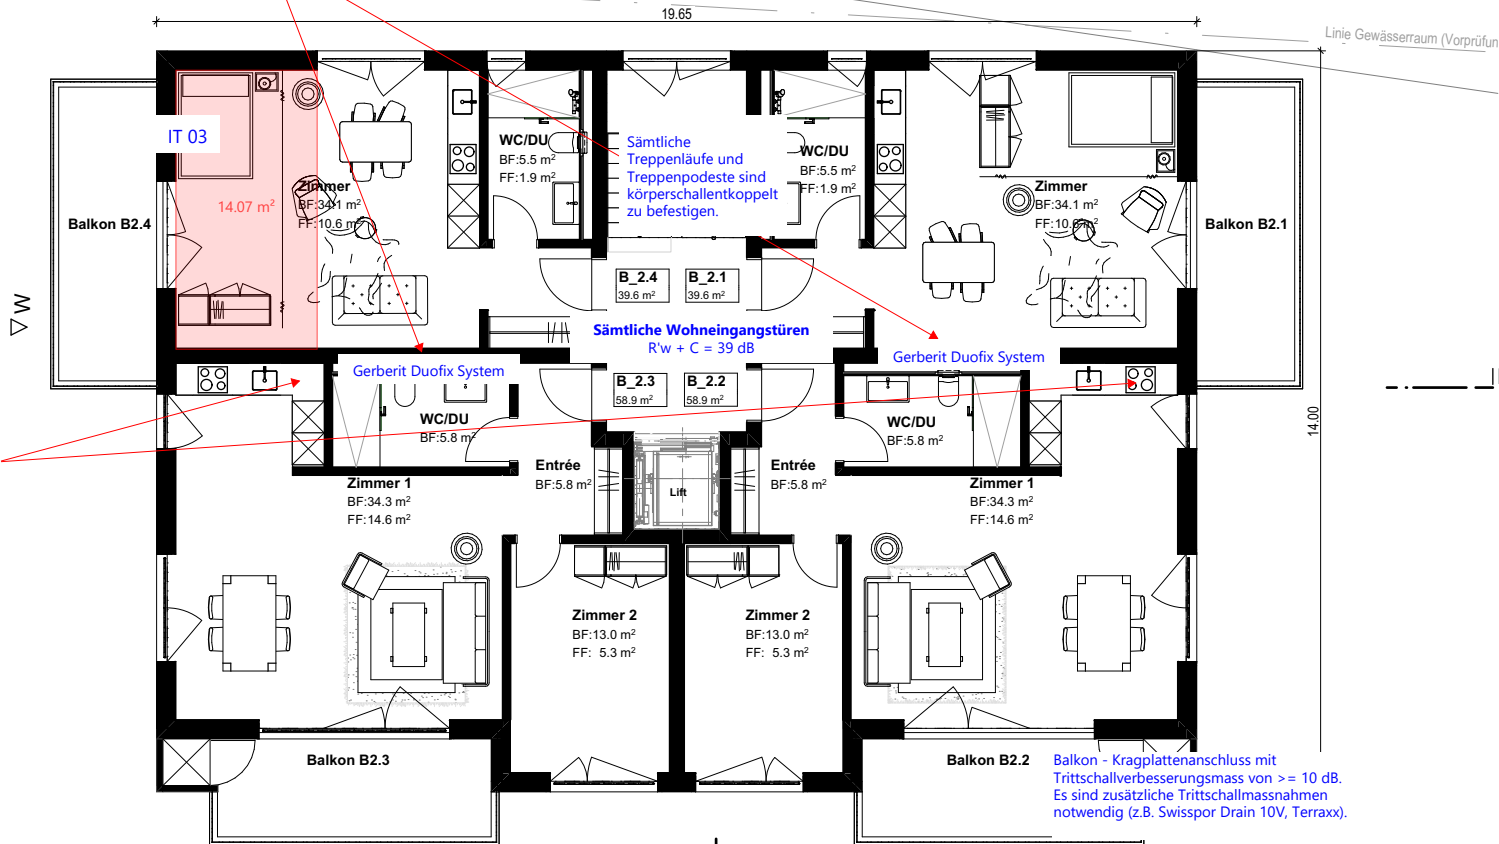 19.65
Linie Gewässerraum (Vorprüfun
IT 03
14.07 m²
Zimmer
BF:34.1 m²
FF:10.6 m²
WC/DU
BF:5.5 m²
FF:1.9 m²
Sämtliche
Treppenläufe und
Treppenpodeste sind
körperschallentkoppelt
zu befestigen.
WC/DU
BF:5.5 m²
FF:1.9 m²
Zimmer
BF:34.1 m²
FF:10.6 m²
Balkon B2.4
Balkon B2.1
W
B_2.4
39.6 m²
B_2.1
39.6 m²
Sämtliche Wohneingangstüren
R'w + C = 39 dB
Gerberit Duofix System
Gerberit Duofix System
B_2.3
58.9 m²
B_2.2
58.9 m²
14.00
WC/DU
BF:5.8 m²
WC/DU
BF:5.8 m²
Entrée
BF:5.8 m²
Lift
Entrée
BF:5.8 m²
Zimmer 1
BF:34.3 m²
FF:14.6 m²
Zimmer 1
BF:34.3 m²
FF:14.6 m²
Zimmer 2
BF:13.0 m²
FF: 5.3 m²
Zimmer 2
BF:13.0 m²
FF: 5.3 m²
Balkon B2.3
Balkon B2.2
Balkon - Kragplattenanschluss mit
Trittschallverbesserungsmass von >= 10 dB.
Es sind zusätzliche Trittschallmassnahmen
notwendig (z.B. Swisspor Drain 10V, Terraxx).